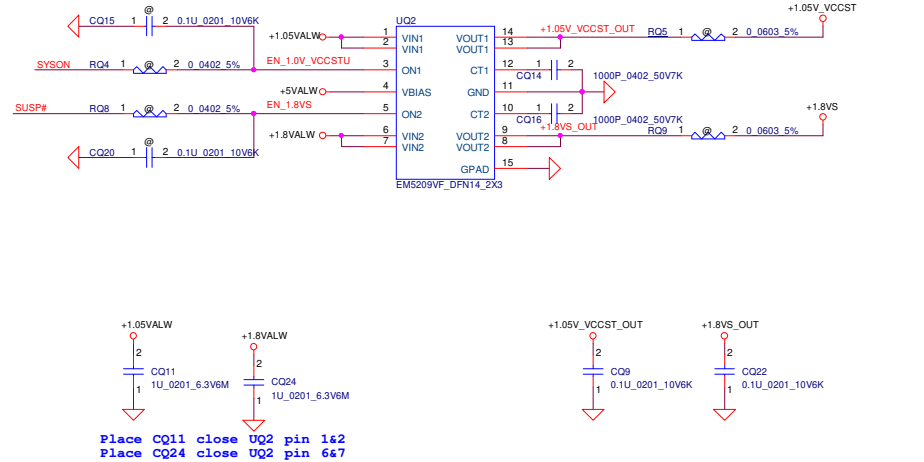 +1.05V_VCCST
CQ15 1 @ 2 0.1U_0201_10V6K
UQ2
+1.05VALW 1 VIN1 VOUT1 14 +1.05V_VCCST_OUT RQ5 1 @ 2 0_0603_5%
2 VIN1 VOUT1 13
SYSON RQ4 1 @ 2 0_0402_5% EN_1.0V_VCCSTU 3 ON1 CT1 12 1 2
CQ14 1000P_0402_50V7K
+5VALW 4 VBIAS GND 11
SUSP# RQ8 1 @ 2 0_0402_5% EN_1.8VS 5 ON2 CT2 10 1 2
+1.8VS
CQ16 1000P_0402_50V7K
+1.8VALW 6 VIN2 VOUT2 9 +1.8VS_OUT RQ9 1 @ 2 0_0603_5%
7 VIN2 VOUT2 8
CQ20 1 @ 2 0.1U_0201_10V6K
GPAD 15
EM5209VF_DFN14_2X3
+1.05VALW
2
CQ11
1U_0201_6.3V6M
1
+1.8VALW
2
CQ24
1U_0201_6.3V6M
1
+1.05V_VCCST_OUT
2
CQ9
0.1U_0201_10V6K
1
+1.8VS_OUT
2
CQ22
0.1U_0201_10V6K
1
Place CQ11 close UQ2 pin 1&2
Place CQ24 close UQ2 pin 6&7